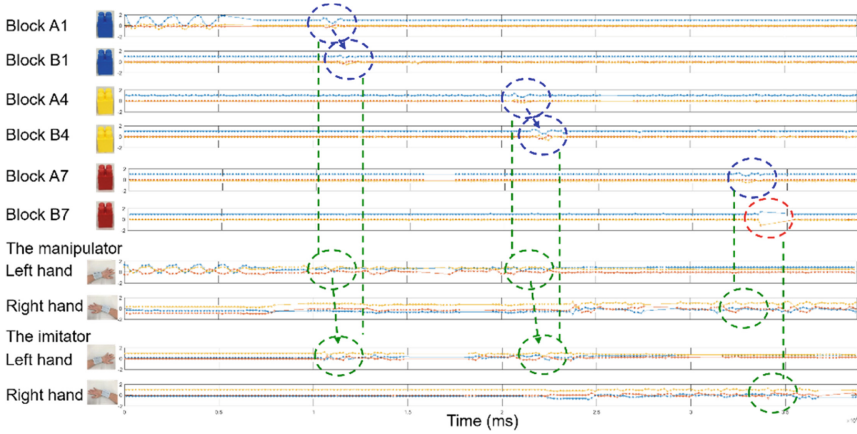 Block A1
Block B1
Block A4
Block B4
Block A7
Block B7
The manipulator
Left hand
Right hand
The imitator
Left hand
Right hand
Time (ms)